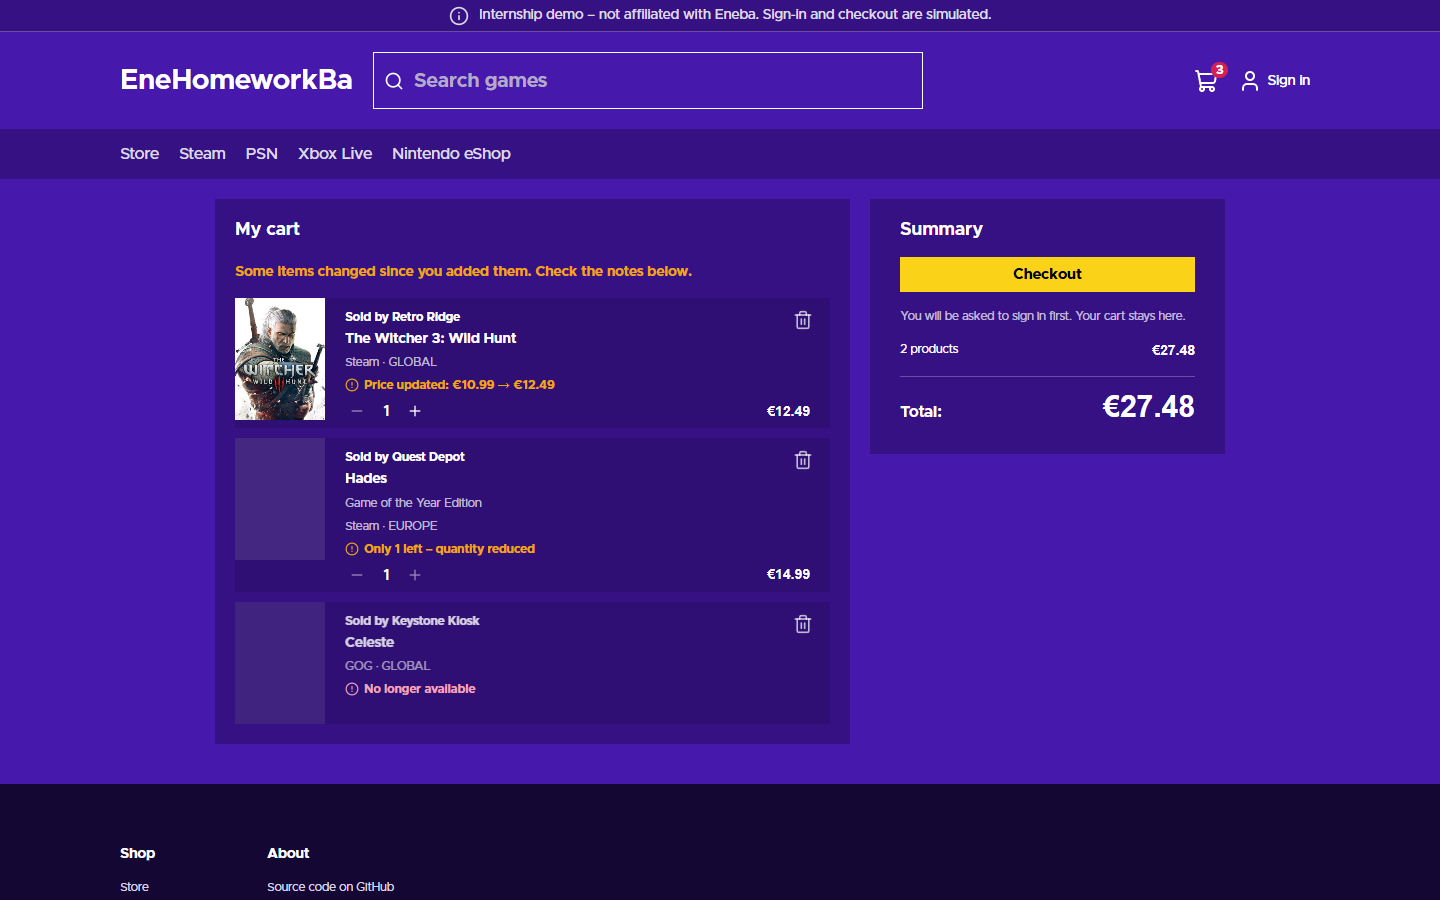 Internship demo – not affiliated with Eneba. Sign-in and checkout are simulated.
EneHomeworkBa
Search games
3
Sign in
Store
Steam
PSN
Xbox Live
Nintendo eShop
My cart
Some items changed since you added them. Check the notes below.
THE
WITCHER
WILD HUNT
Sold by Retro Ridge
The Witcher 3: Wild Hunt
Steam · GLOBAL
Price updated: €10.99 → €12.49
1
€12.49
Sold by Quest Depot
Hades
Game of the Year Edition
Steam · EUROPE
Only 1 left – quantity reduced
1
€14.99
Sold by Keystone Kiosk
Celeste
GOG · GLOBAL
No longer available
Summary
Checkout
You will be asked to sign in first. Your cart stays here.
2 products €27.48
Total: €27.48
Shop
Store
About
Source code on GitHub